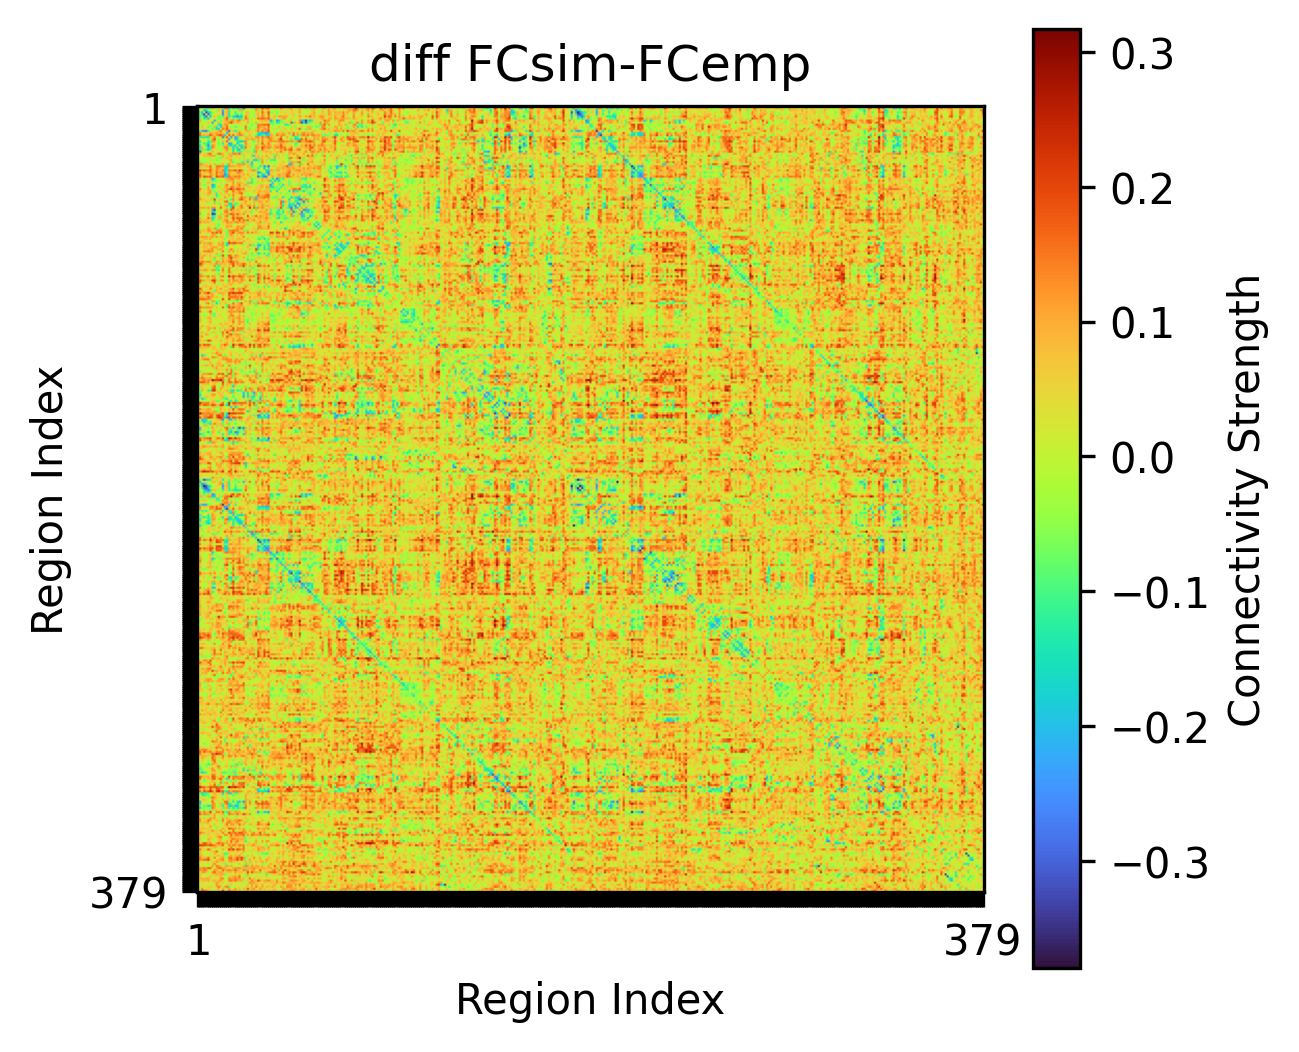 diff FCsim-FCemp
1
379
Region Index
1
379
Region Index
0.3
0.2
0.1
0.0
−0.1
−0.2
−0.3
Connectivity Strength